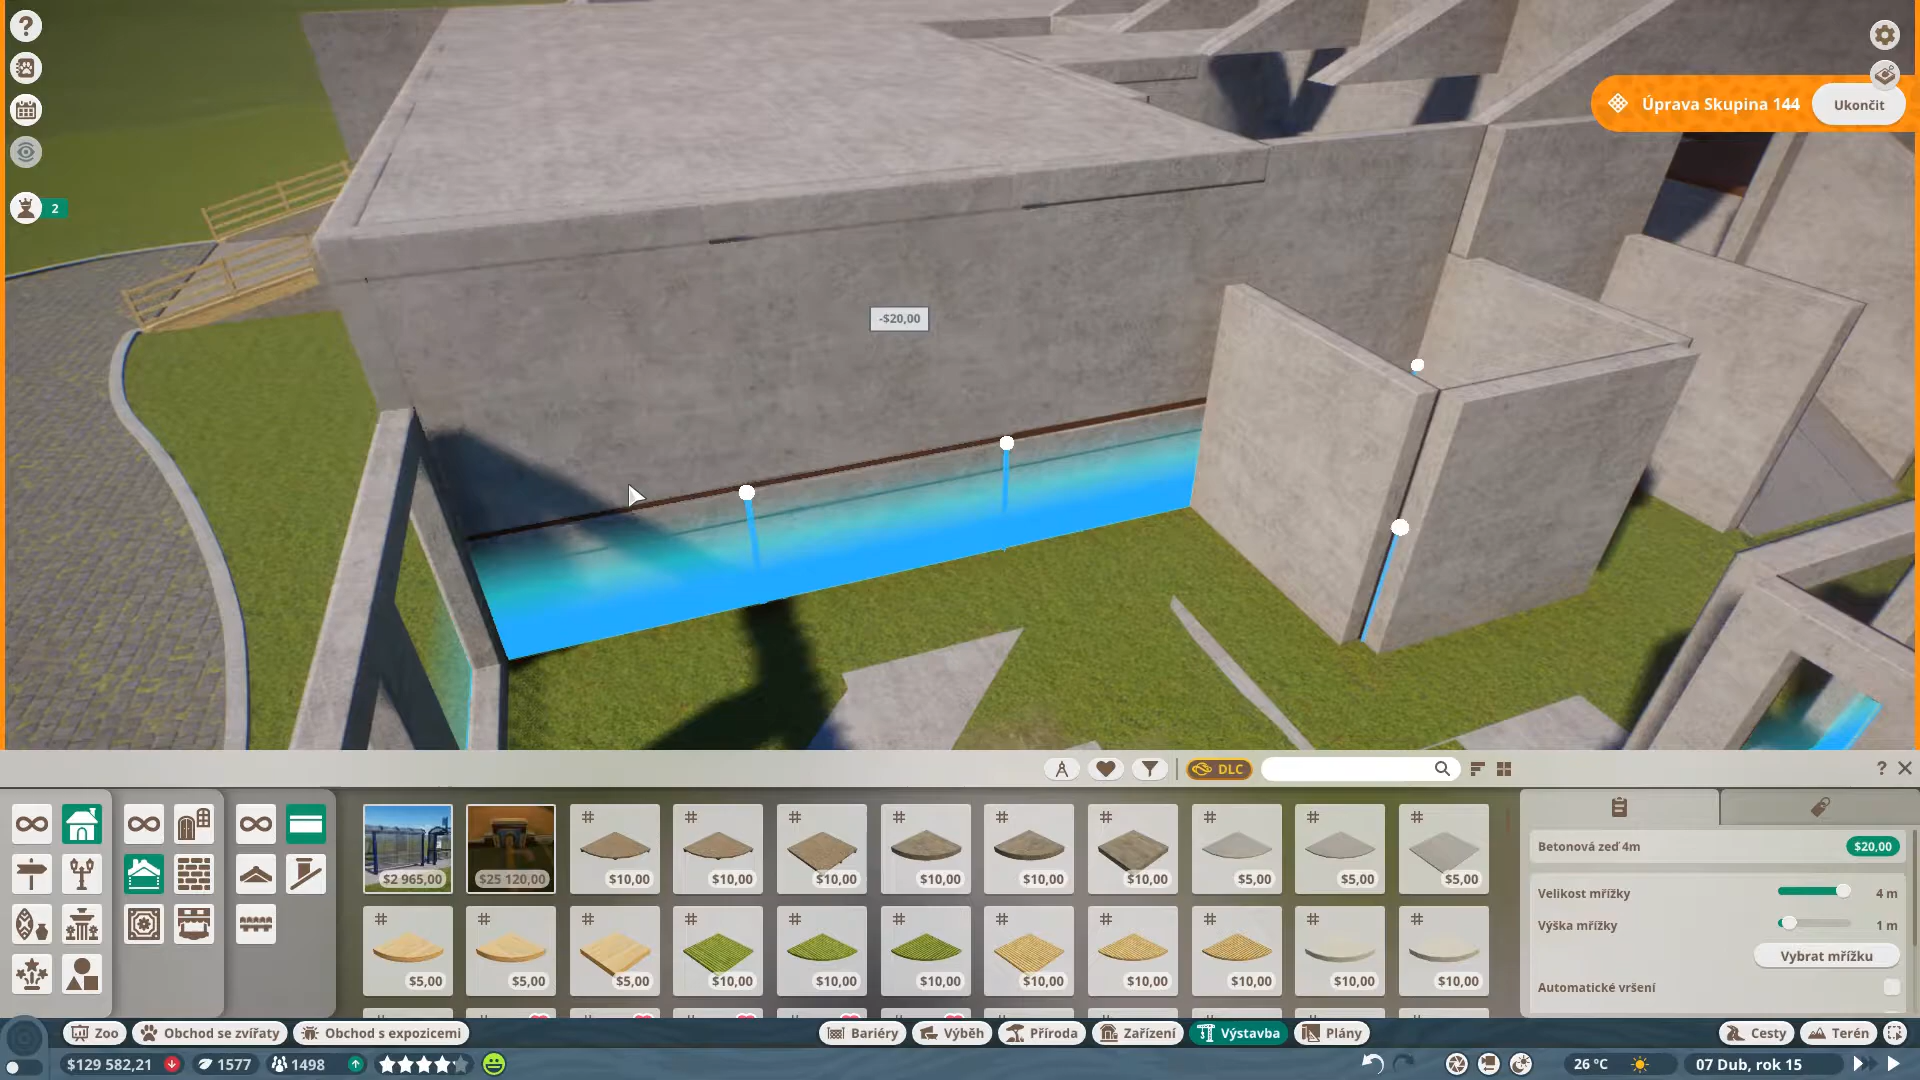 ?
Úprava Skupina 144
Ukončit
2
-$20,00
DLC
?
$2 965,00
$25 120,00
$10,00
$10,00
$10,00
$10,00
$10,00
$10,00
$5,00
$5,00
$5,00
$5,00
$5,00
$5,00
$10,00
$10,00
$10,00
$10,00
$10,00
$10,00
$10,00
$10,00
Betonová zeď 4m
$20,00
Velikost mřížky
4 m
Výška mřížky
1 m
Vybrat mřížku
Automatické vršení
Zoo
Obchod se zvířaty
Obchod s expozicemi
Bariéry
Výběh
Příroda
Zařízení
Výstavba
Plány
Cesty
Terén
$129 582,21
1577
1498
26 °C
07 Dub, rok 15